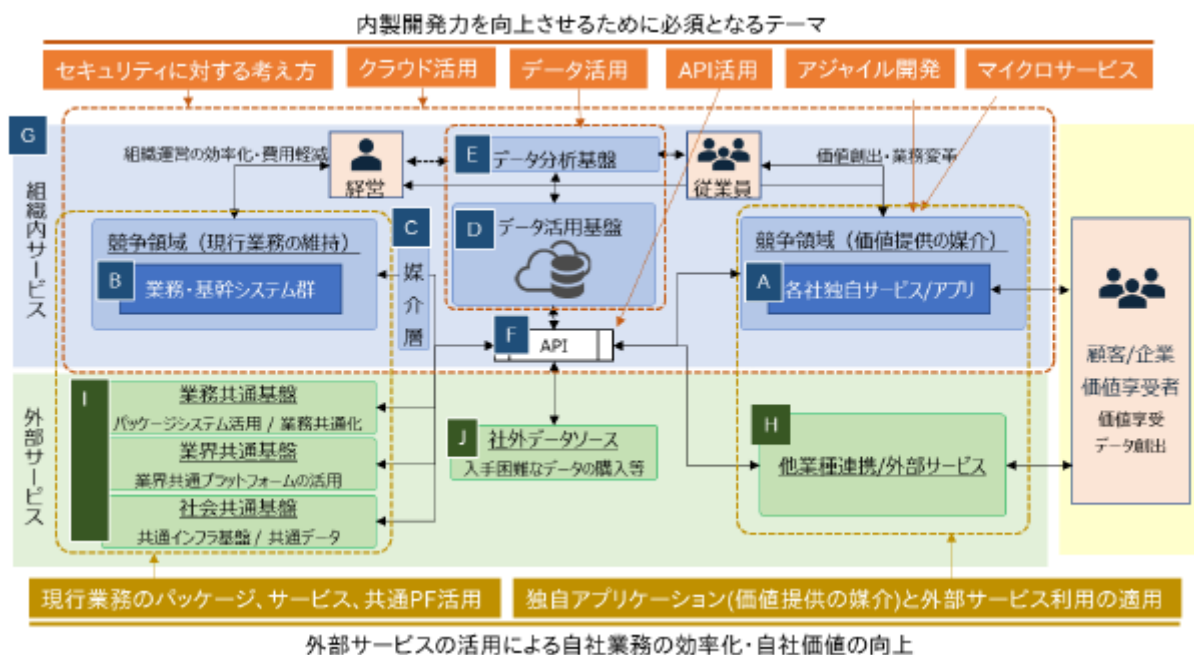 内製開発力を向上させるために必須となるテーマ
セキュリティに対する考え方
クラウド活用
データ活用
API活用
アジャイル開発
マイクロサービス
G
組織内サービス
組織運営の効率化・費用軽減
経営
E
データ分析基盤
従業員
価値創出・業務変革
競争領域（現行業務の維持）
B
業務・基幹システム群
C
媒介層
D
データ活用基盤
競争領域（価値提供の媒介）
A
各社独自サービス/アプリ
F
API
顧客/企業
価値享受者
価値享受
データ創出
外部サービス
I
業務共通基盤
パッケージシステム活用 / 業務共通化
業界共通基盤
業界共通プラットフォームの活用
社会共通基盤
共通インフラ基盤 / 共通データ
J
社外データソース
入手困難なデータの購入等
H
他業種連携/外部サービス
現行業務のパッケージ、サービス、共通PF活用
独自アプリケーション(価値提供の媒介)と外部サービス利用の適用
外部サービスの活用による自社業務の効率化・自社価値の向上